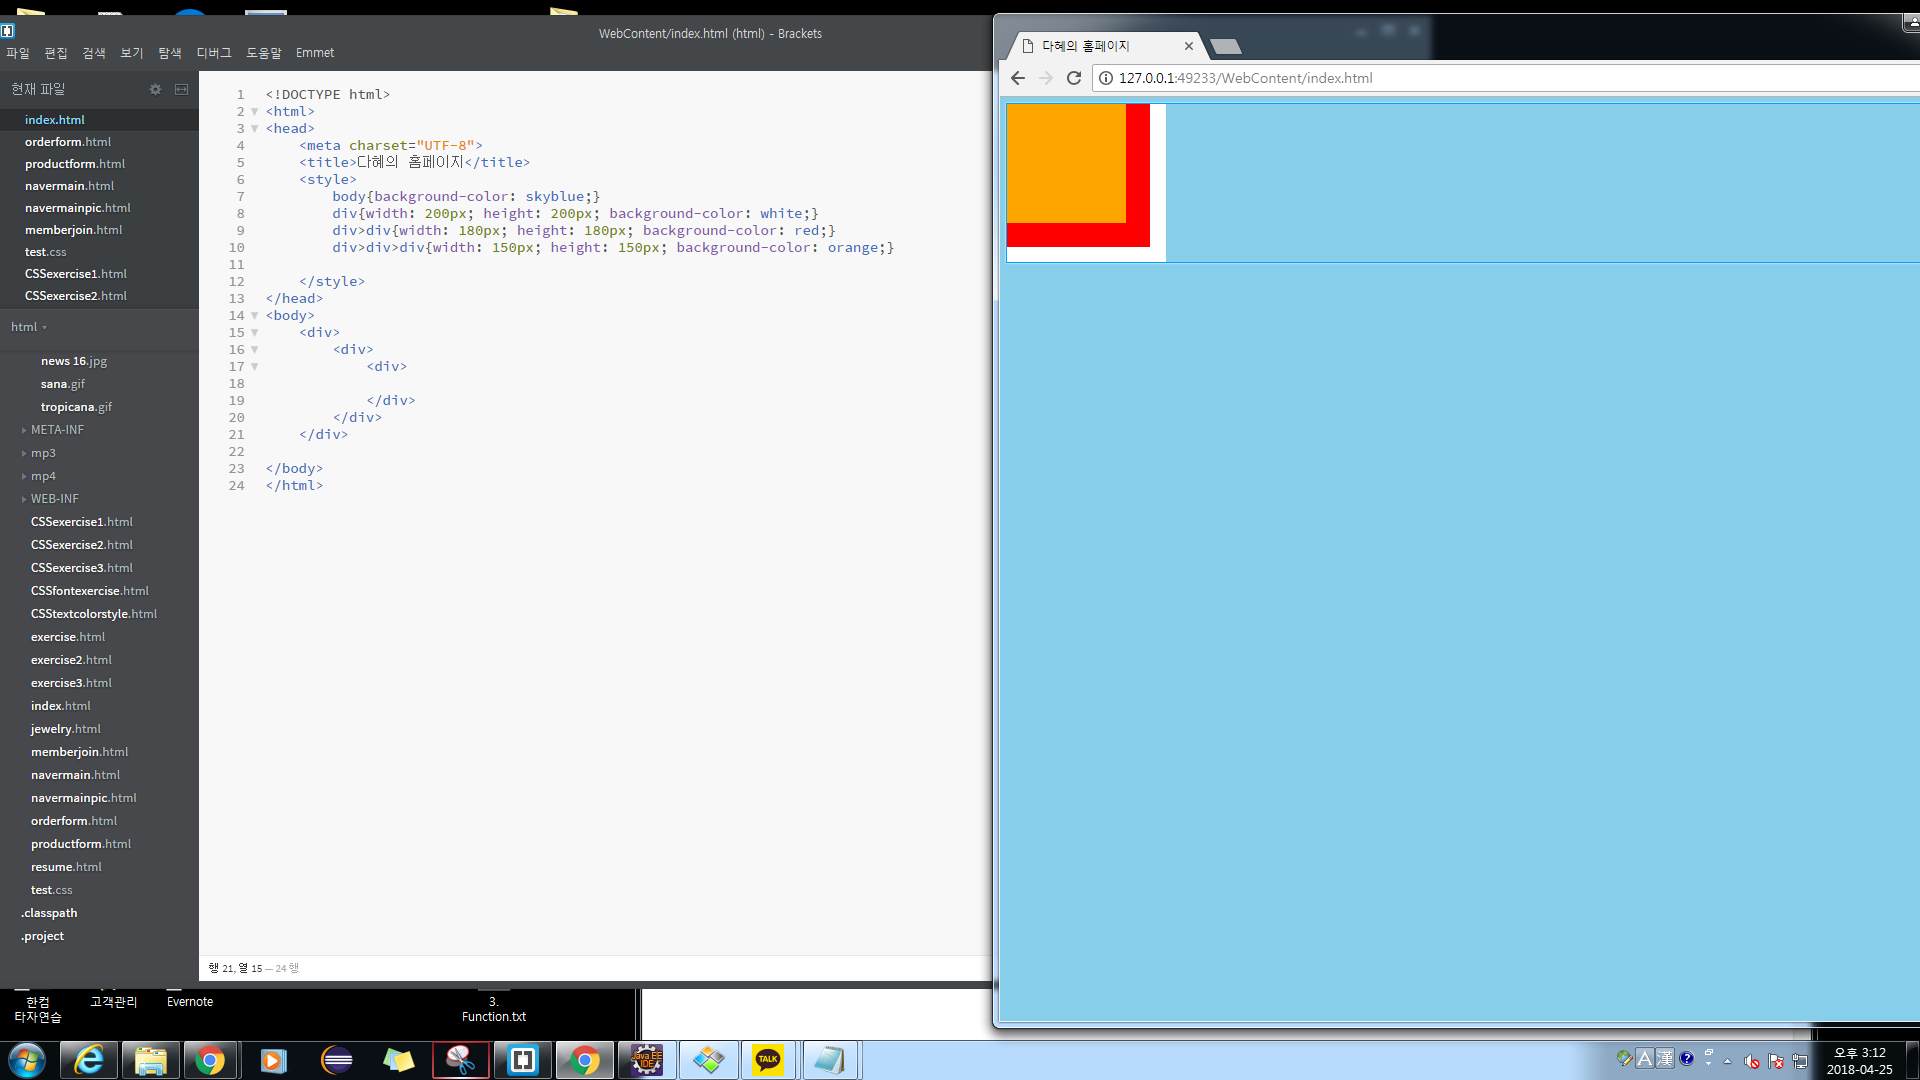 WebContent/index.html (html) - Brackets
파일 편집 검색 보기 탐색 디버그 도움말 Emmet
현재 파일
index.html
orderform.html
productform.html
navermain.html
navermainpic.html
memberjoin.html
test.css
CSSexercise1.html
CSSexercise2.html
html
news 16.jpg
sana.gif
tropicana.gif
META-INF
mp3
mp4
WEB-INF
CSSexercise1.html
CSSexercise2.html
CSSexercise3.html
CSSfontexercise.html
CSStextcolorstyle.html
exercise.html
exercise2.html
exercise3.html
index.html
jewelry.html
memberjoin.html
navermain.html
navermainpic.html
orderform.html
productform.html
resume.html
test.css
.classpath
.project
1 <!DOCTYPE html>
2 <html>
3 <head>
4 <meta charset="UTF-8">
5 <title>다혜의 홈페이지</title>
6 <style>
7 body{background-color: skyblue;}
8 div{width: 200px; height: 200px; background-color: white;}
9 div>div{width: 180px; height: 180px; background-color: red;}
10 div>div>div{width: 150px; height: 150px; background-color: orange;}
11
12 </style>
13 </head>
14 <body>
15 <div>
16 <div>
17 <div>
18
19 </div>
20 </div>
21 </div>
22
23 </body>
24 </html>
행 21, 열 15 — 24 행
다혜의 홈페이지
127.0.0.1:49233/WebContent/index.html
한컴
타자연습
고객관리
Evernote
3.
Function.txt
Java EE
IDE
TALK
A 漢
오후 3:12
2018-04-25